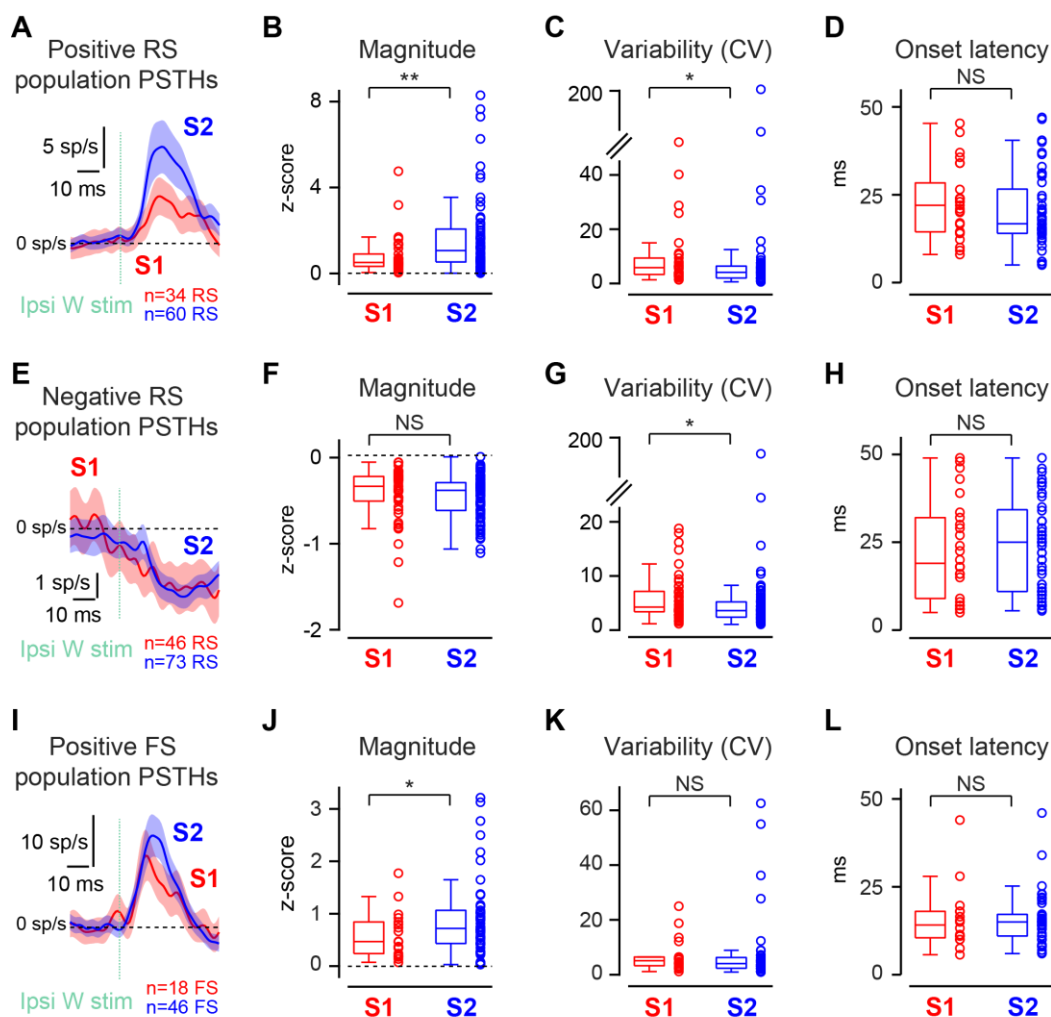 A
Positive RS
population PSTHs
5 sp/s
10 ms
S2
0 sp/s
S1
Ipsi W stim
n=34 RS
n=60 RS
B
Magnitude
**
z-score
8
4
0
S1
S2
C
Variability (CV)
*
200
40
20
0
S1
S2
D
Onset latency
NS
ms
50
25
0
S1
S2
E
Negative RS
population PSTHs
S1
0 sp/s
S2
1 sp/s
10 ms
Ipsi W stim
n=46 RS
n=73 RS
F
Magnitude
NS
z-score
0
-1
-2
S1
S2
G
Variability (CV)
*
200
20
10
0
S1
S2
H
Onset latency
NS
ms
50
25
0
S1
S2
I
Positive FS
population PSTHs
10 sp/s
10 ms
S2
S1
0 sp/s
Ipsi W stim
n=18 FS
n=46 FS
J
Magnitude
*
z-score
3
2
1
0
S1
S2
K
Variability (CV)
NS
60
40
20
0
S1
S2
L
Onset latency
NS
ms
50
25
0
S1
S2